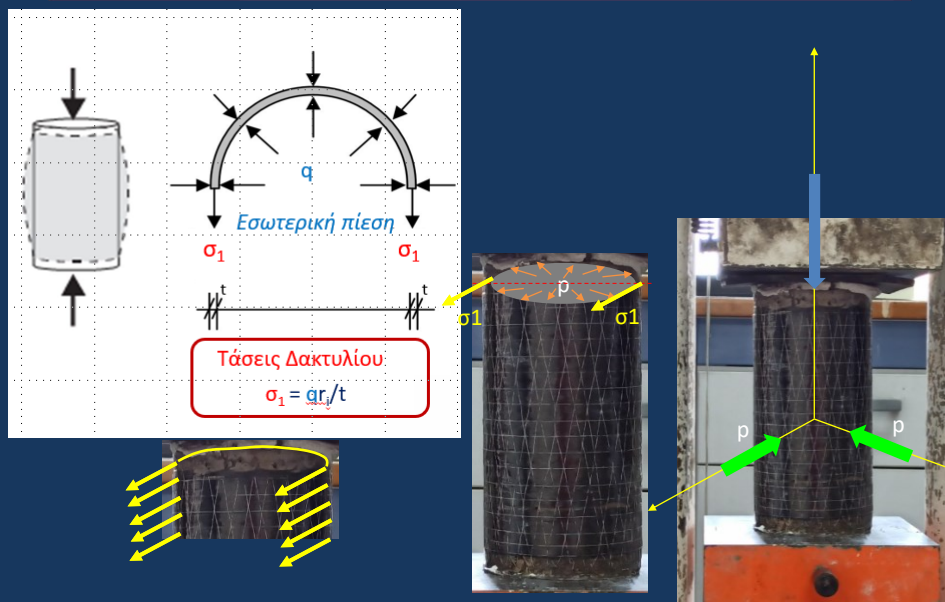 q
Εσωτερική πίεση
σ1 σ1
t t
Τάσεις Δακτυλίου
σ1 = qri/t
p
σ1 σ1
p p